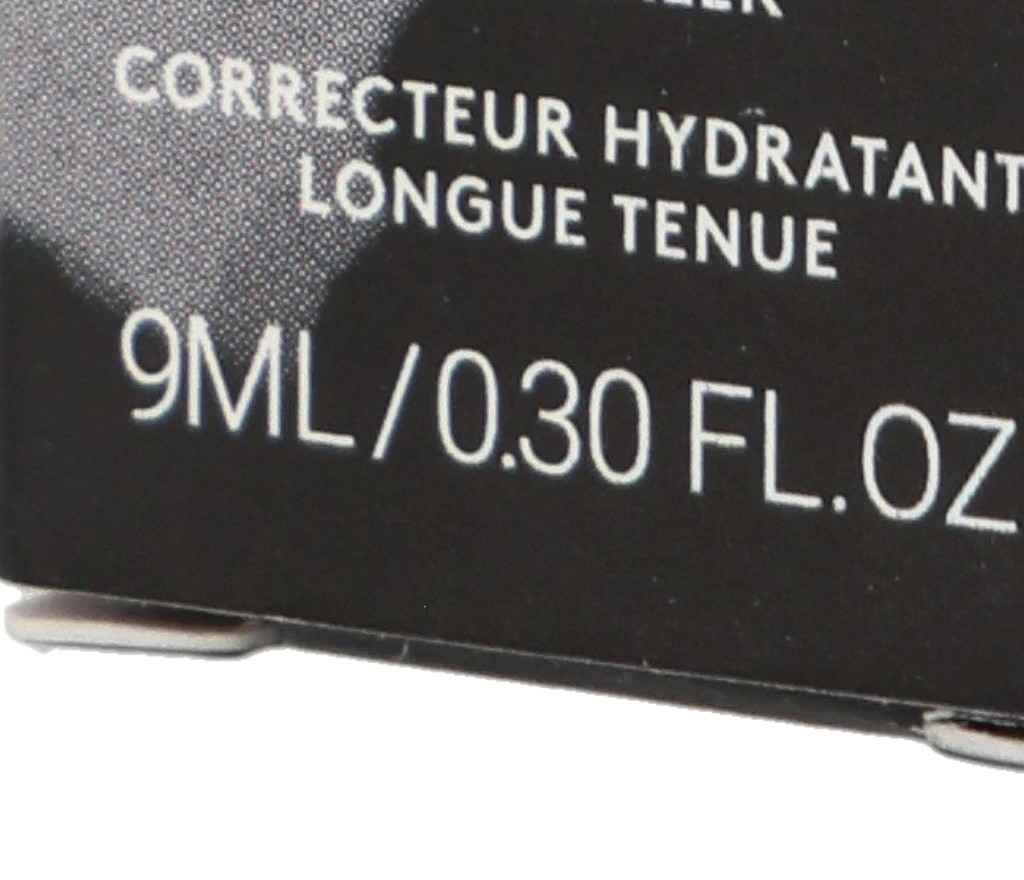 CORRECTEUR HYDRATANT
LONGUE TENUE
9ML/0.30 FL.OZ